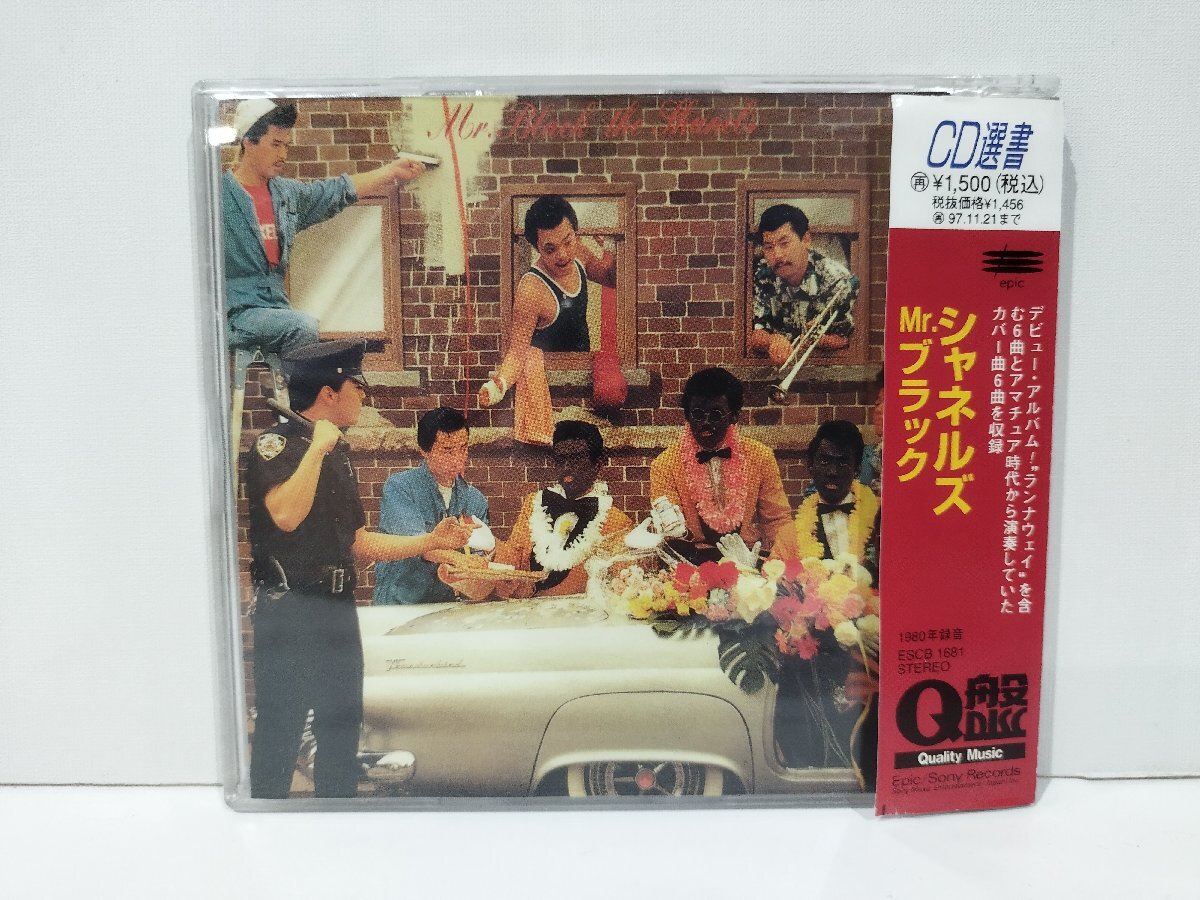 Mr. Black the Chanels
CD選書
再 ¥1,500(税込)
税抜価格¥1,456
再 97.11.21まで
epic
デビュー・アルバム!"ランナウェイ"を含
む6曲とアマチュア時代から演奏していた
カバー曲6曲を収録
シャネルズ
Mr.ブラック
1980年録音
ESCB 1681
STEREO
Q盤
DISC
Quality Music
Epic/Sony Records
Thunderbird